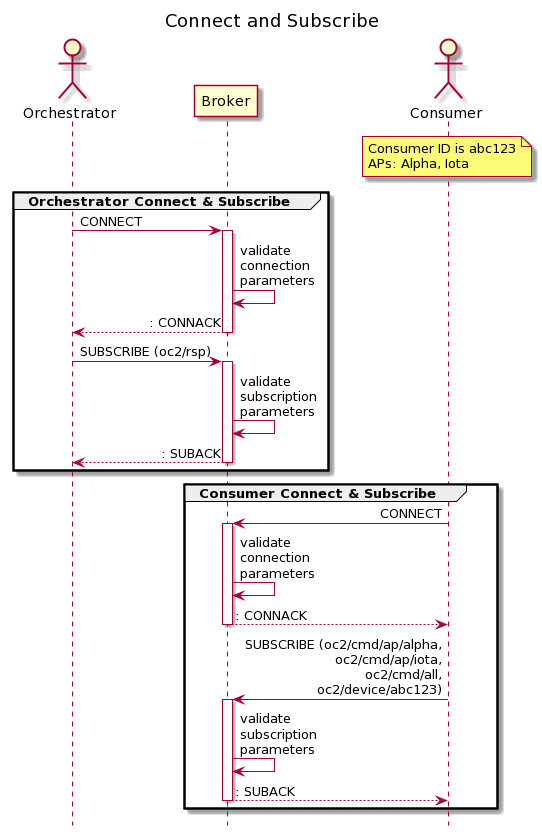 Connect and Subscribe
Orchestrator
Broker
Consumer
Consumer ID is abc123
APs: Alpha, Iota
Orchestrator Connect & Subscribe
CONNECT
validate
connection
parameters
: CONNACK
SUBSCRIBE (oc2/rsp)
validate
subscription
parameters
: SUBACK
Consumer Connect & Subscribe
CONNECT
validate
connection
parameters
: CONNACK
SUBSCRIBE (oc2/cmd/ap/alpha,
oc2/cmd/ap/iota,
oc2/cmd/all,
oc2/device/abc123)
validate
subscription
parameters
: SUBACK